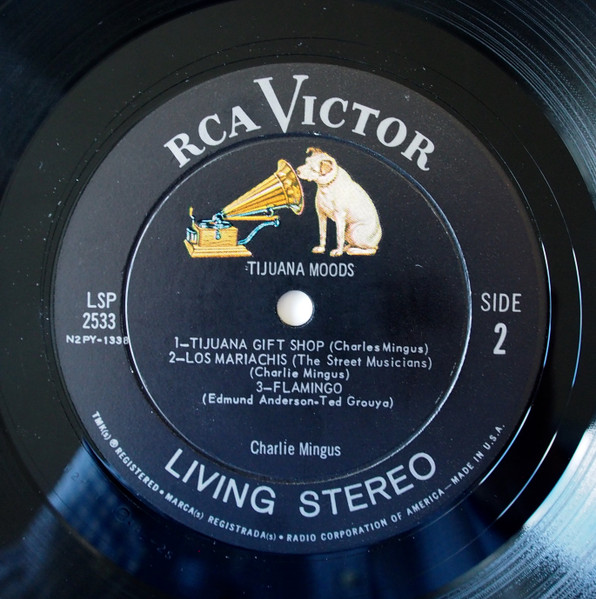 RCA VICTOR
TIJUANA MOODS
LSP
2533
N2PY-1338
SIDE
2
1—TIJUANA GIFT SHOP (Charles Mingus)
2—LOS MARIACHIS (The Street Musicians)
(Charlie Mingus)
3—FLAMINGO
(Edmund Anderson-Ted Grouya)
Charlie Mingus
LIVING STEREO
TMK(s) ® REGISTERED • MARCA(s) REGISTRADA(s) • RADIO CORPORATION OF AMERICA—MADE IN U.S.A.